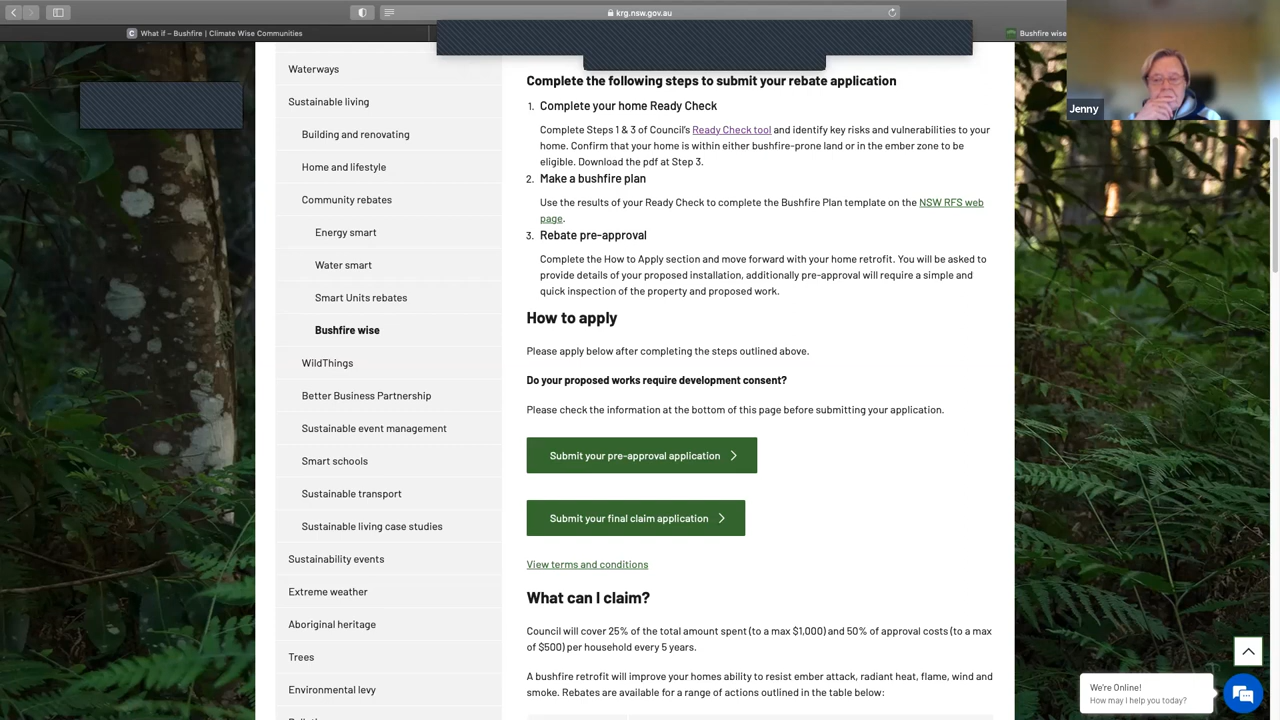 krg.nsw.gov.au
What if – Bushfire | Climate Wise Communities
Bushfire wise
Jenny
Waterways
Sustainable living
Building and renovating
Home and lifestyle
Community rebates
Energy smart
Water smart
Smart Units rebates
Bushfire wise
WildThings
Better Business Partnership
Sustainable event management
Smart schools
Sustainable transport
Sustainable living case studies
Sustainability events
Extreme weather
Aboriginal heritage
Trees
Environmental levy
Complete the following steps to submit your rebate application
1. Complete your home Ready Check
Complete Steps 1 & 3 of Council's Ready Check tool and identify key risks and vulnerabilities to your
home. Confirm that your home is within either bushfire-prone land or in the ember zone to be
eligible. Download the pdf at Step 3.
2. Make a bushfire plan
Use the results of your Ready Check to complete the Bushfire Plan template on the NSW RFS web
page.
3. Rebate pre-approval
Complete the How to Apply section and move forward with your home retrofit. You will be asked to
provide details of your proposed installation, additionally pre-approval will require a simple and
quick inspection of the property and proposed work.
How to apply
Please apply below after completing the steps outlined above.
Do your proposed works require development consent?
Please check the information at the bottom of this page before submitting your application.
Submit your pre-approval application
Submit your final claim application
View terms and conditions
What can I claim?
Council will cover 25% of the total amount spent (to a max $1,000) and 50% of approval costs (to a max
of $500) per household every 5 years.
A bushfire retrofit will improve your homes ability to resist ember attack, radiant heat, flame, wind and
smoke. Rebates are available for a range of actions outlined in the table below:
We're Online!
How may I help you today?